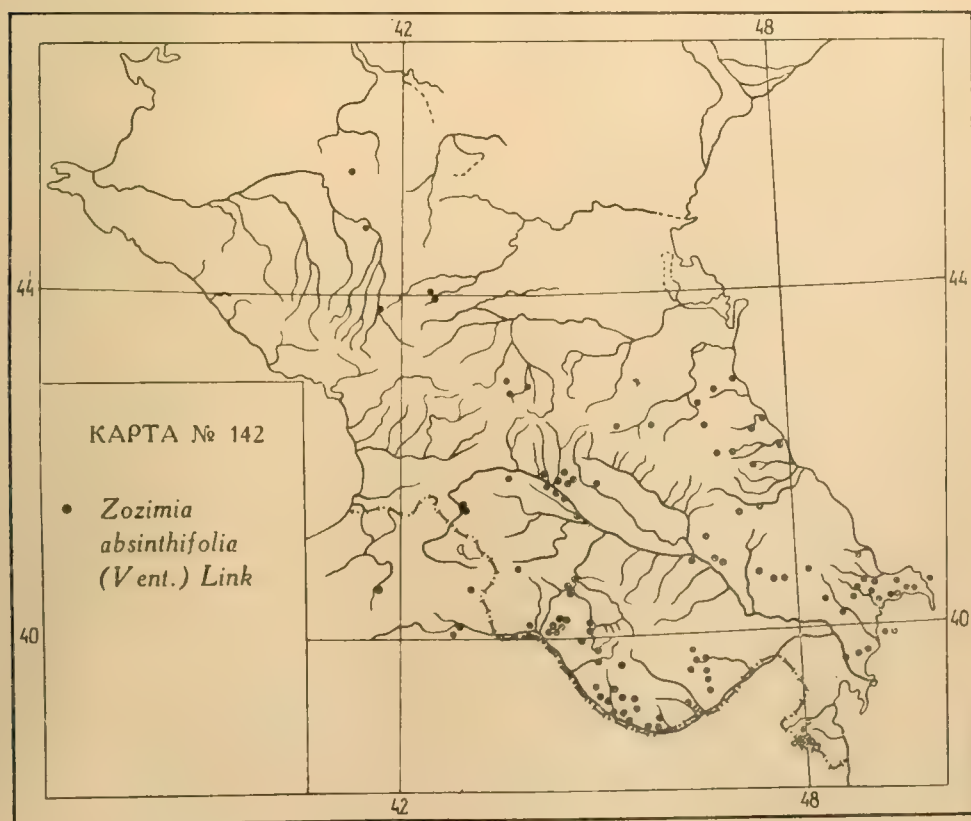 42 48
44 44
КАРТА № 142
• Zozimia
absinthifolia
(Vent.) Link
40 40
42 48